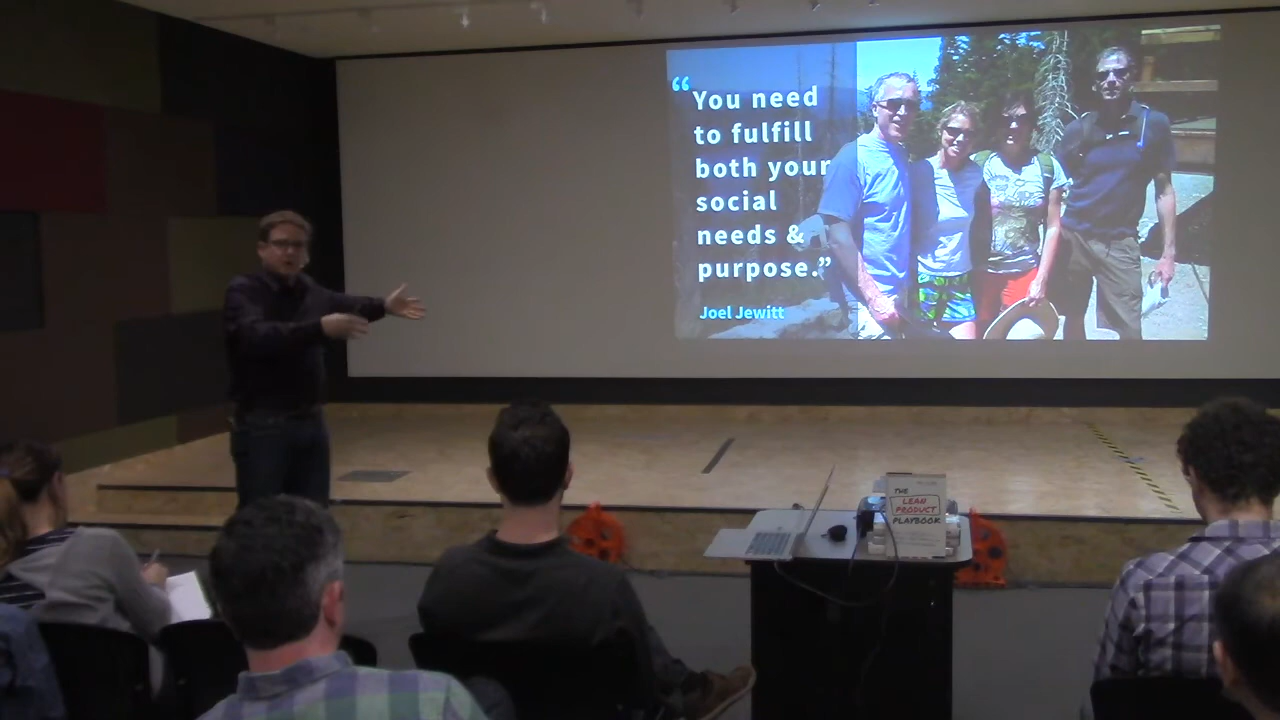 “You need
to fulfill
both your
social
needs &
purpose.”
Joel Jewitt
THE
LEAN
PRODUCT
PLAYBOOK